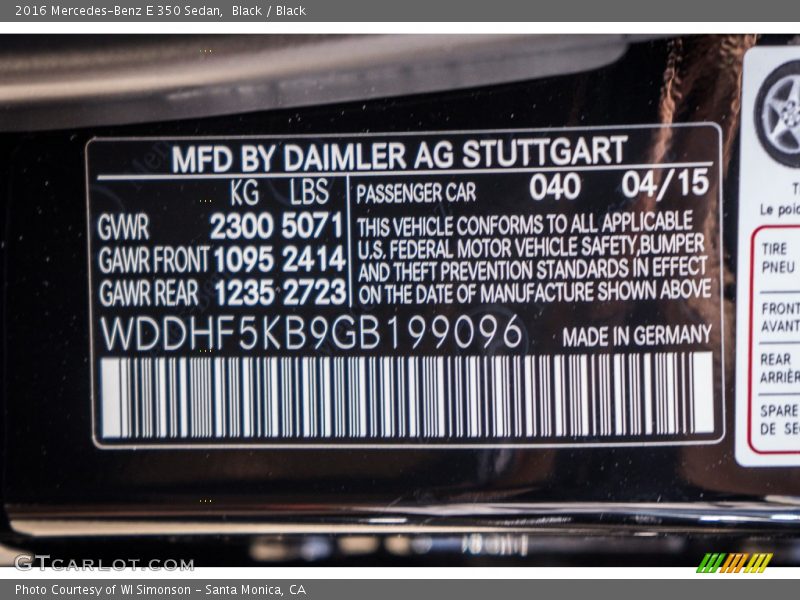 2016 Mercedes-Benz E 350 Sedan, Black / Black
MFD BY DAIMLER AG STUTTGART
KG LBS
GVWR 2300 5071
GAWR FRONT 1095 2414
GAWR REAR 1235 2723
PASSENGER CAR 040 04/15
THIS VEHICLE CONFORMS TO ALL APPLICABLE
U.S. FEDERAL MOTOR VEHICLE SAFETY,BUMPER
AND THEFT PREVENTION STANDARDS IN EFFECT
ON THE DATE OF MANUFACTURE SHOWN ABOVE
WDDHF5KB9GB199096 MADE IN GERMANY
T
Le poid
TIRE
PNEU
FRONT
AVANT
REAR
ARRIÈR
SPARE
DE SE
GTcarlot.com
Photo Courtesy of WI Simonson - Santa Monica, CA